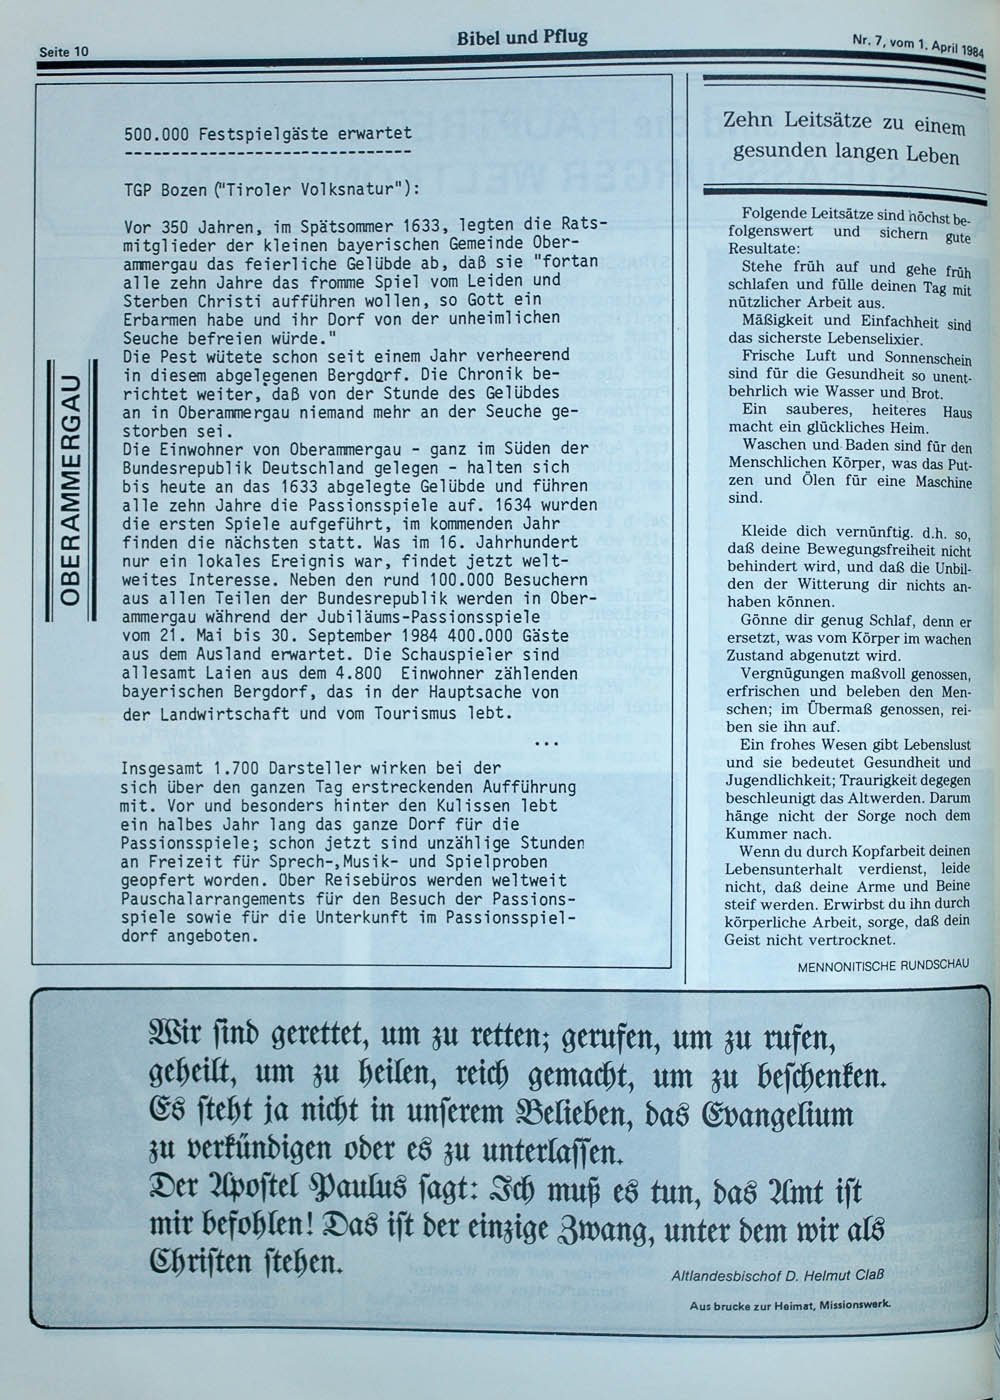 Seite 10
Bibel und Pflug
Nr. 7, vom 1. April 1984
500.000 Festspielgäste erwartet
TGP Bozen ("Tiroler Volksnatur"):
Vor 350 Jahren, im Spätsommer 1633, legten die Rats-
mitglieder der kleinen bayerischen Gemeinde Ober-
ammergau das feierliche Gelübde ab, daß sie "fortan
alle zehn Jahre das fromme Spiel vom Leiden und
Sterben Christi aufführen wollen, so Gott ein
Erbarmen habe und ihr Dorf von der unheimlichen
Seuche befreien würde."
Die Pest wütete schon seit einem Jahr verheerend
in diesem abgelegenen Bergdorf. Die Chronik be-
richtet weiter, daß von der Stunde des Gelübdes
an in Oberammergau niemand mehr an der Seuche ge-
storben sei.
Die Einwohner von Oberammergau - ganz im Süden der
Bundesrepublik Deutschland gelegen - halten sich
bis heute an das 1633 abgelegte Gelübde und führen
alle zehn Jahre die Passionsspiele auf. 1634 wurden
die ersten Spiele aufgeführt, im kommenden Jahr
finden die nächsten statt. Was im 16. Jahrhundert
nur ein lokales Ereignis war, findet jetzt welt-
weites Interesse. Neben den rund 100.000 Besuchern
aus allen Teilen der Bundesrepublik werden in Ober-
ammergau während der Jubiläums-Passionsspiele
vom 21. Mai bis 30. September 1984 400.000 Gäste
aus dem Ausland erwartet. Die Schauspieler sind
allesamt Laien aus dem 4.800 Einwohner zählenden
bayerischen Bergdorf, das in der Hauptsache von
der Landwirtschaft und vom Tourismus lebt.
...
Insgesamt 1.700 Darsteller wirken bei der
sich über den ganzen Tag erstreckenden Aufführung
mit. Vor und besonders hinter den Kulissen lebt
ein halbes Jahr lang das ganze Dorf für die
Passionsspiele; schon jetzt sind unzählige Stunden
an Freizeit für Sprech-,Musik- und Spielproben
geopfert worden. Ober Reisebüros werden weltweit
Pauschalarrangements für den Besuch der Passions-
spiele sowie für die Unterkunft im Passionsspiel-
dorf angeboten.
OBERAMMERGAU
Zehn Leitsätze zu einem
gesunden langen Leben
Folgende Leitsätze sind höchst be-
folgenswert und sichern gute
Resultate:
Stehe früh auf und gehe früh
schlafen und fülle deinen Tag mit
nützlicher Arbeit aus.
Mäßigkeit und Einfachheit sind
das sicherste Lebenselixier.
Frische Luft und Sonnenschein
sind für die Gesundheit so unent-
behrlich wie Wasser und Brot.
Ein sauberes, heiteres Haus
macht ein glückliches Heim.
Waschen und Baden sind für den
Menschlichen Körper, was das Put-
zen und Ölen für eine Maschine
sind.
Kleide dich vernünftig. d.h. so,
daß deine Bewegungsfreiheit nicht
behindert wird, und daß die Unbil-
den der Witterung dir nichts an-
haben können.
Gönne dir genug Schlaf, denn er
ersetzt, was vom Körper im wachen
Zustand abgenutzt wird.
Vergnügungen maßvoll genossen,
erfrischen und beleben den Men-
schen; im Übermaß genossen, rei-
ben sie ihn auf.
Ein frohes Wesen gibt Lebenslust
und sie bedeutet Gesundheit und
Jugendlichkeit; Traurigkeit degegen
beschleunigt das Altwerden. Darum
hänge nicht der Sorge noch dem
Kummer nach.
Wenn du durch Kopfarbeit deinen
Lebensunterhalt verdienst, leide
nicht, daß deine Arme und Beine
steif werden. Erwirbst du ihn durch
körperliche Arbeit, sorge, daß dein
Geist nicht vertrocknet.
MENNONITISCHE RUNDSCHAU
Wir sind gerettet, um zu retten; gerufen, um zu rufen,
geheilt, um zu heilen, reich gemacht, um zu beschenken.
Es steht ja nicht in unserem Belieben, das Evangelium
zu verkündigen oder es zu unterlassen.
Der Apostel Paulus sagt: Ich muß es tun, das Amt ist
mir befohlen! Das ist der einzige Zwang, unter dem wir als
Christen stehen.
Altlandesbischof D. Helmut Claß
Aus brucke zur Heimat, Missionswerk.